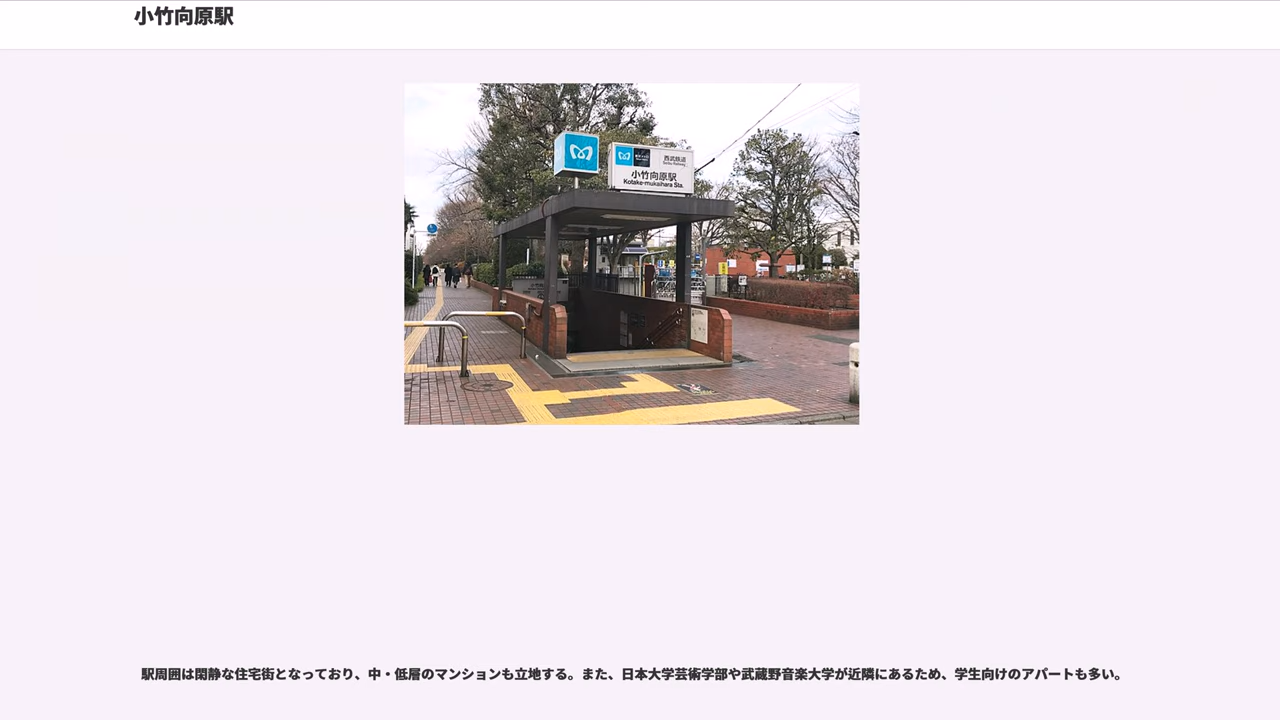 小竹向原駅
西武鉄道
Seibu Railway
小竹向原駅
Kotake-mukaihara Sta.
駅周囲は閑静な住宅街となっており、中・低層のマンションも立地する。また、日本大学芸術学部や武蔵野音楽大学が近隣にあるため、学生向けのアパートも多い。